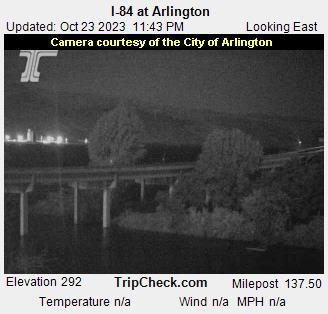 I-84 at Arlington
Updated: Oct 23 2023 11:43 PM Looking East
Camera courtesy of the City of Arlington
Elevation 292 TripCheck.com Milepost 137.50
Temperature n/a Wind n/a MPH n/a